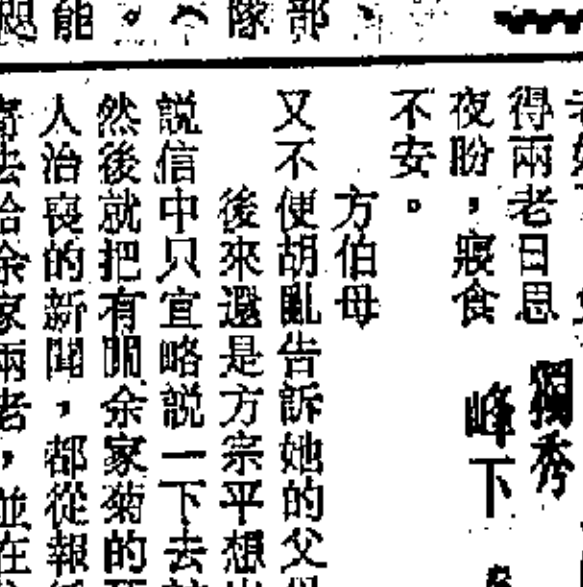 隊部
得兩老日思
夜盼，寢食
不安。
獨秀
峰下
方伯母
又不便胡亂告訴她的父
後來還是方宗平想
説信中只宜略説一下去
然後就把有關余家菊的
人治喪的新聞，都從報
寄去給余家兩老，並在